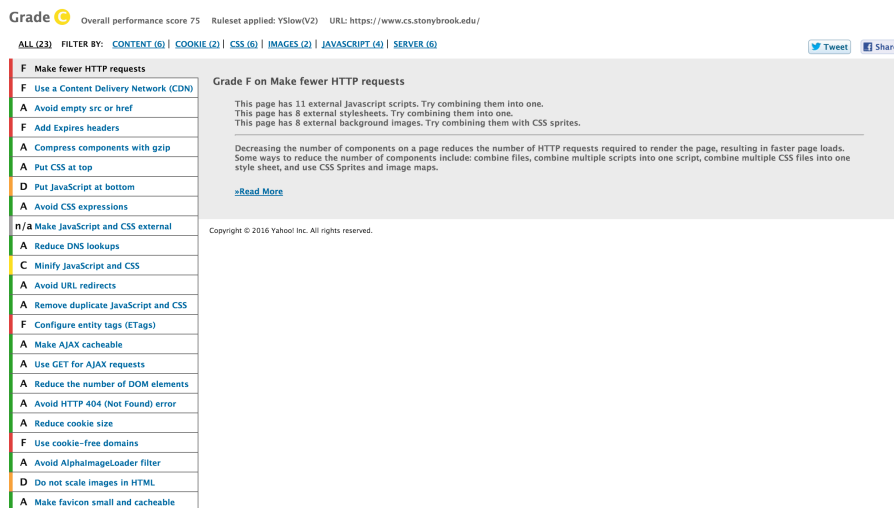 Grade C Overall performance score 75 Ruleset applied: YSlow(V2) URL: https://www.cs.stonybrook.edu/
ALL (23) FILTER BY: CONTENT (6) | COOKIE (2) | CSS (6) | IMAGES (2) | JAVASCRIPT (4) | SERVER (6)
Tweet
Shar
F Make fewer HTTP requests
F Use a Content Delivery Network (CDN)
A Avoid empty src or href
F Add Expires headers
A Compress components with gzip
A Put CSS at top
D Put JavaScript at bottom
A Avoid CSS expressions
n/a Make JavaScript and CSS external
A Reduce DNS lookups
C Minify JavaScript and CSS
A Avoid URL redirects
A Remove duplicate JavaScript and CSS
F Configure entity tags (ETags)
A Make AJAX cacheable
A Use GET for AJAX requests
A Reduce the number of DOM elements
A Avoid HTTP 404 (Not Found) error
A Reduce cookie size
F Use cookie-free domains
A Avoid AlphaImageLoader filter
D Do not scale images in HTML
A Make favicon small and cacheable
Grade F on Make fewer HTTP requests
This page has 11 external Javascript scripts. Try combining them into one.
This page has 8 external stylesheets. Try combining them into one.
This page has 8 external background images. Try combining them with CSS sprites.
Decreasing the number of components on a page reduces the number of HTTP requests required to render the page, resulting in faster page loads.
Some ways to reduce the number of components include: combine files, combine multiple scripts into one script, combine multiple CSS files into one
style sheet, and use CSS Sprites and image maps.
»Read More
Copyright © 2016 Yahoo! Inc. All rights reserved.